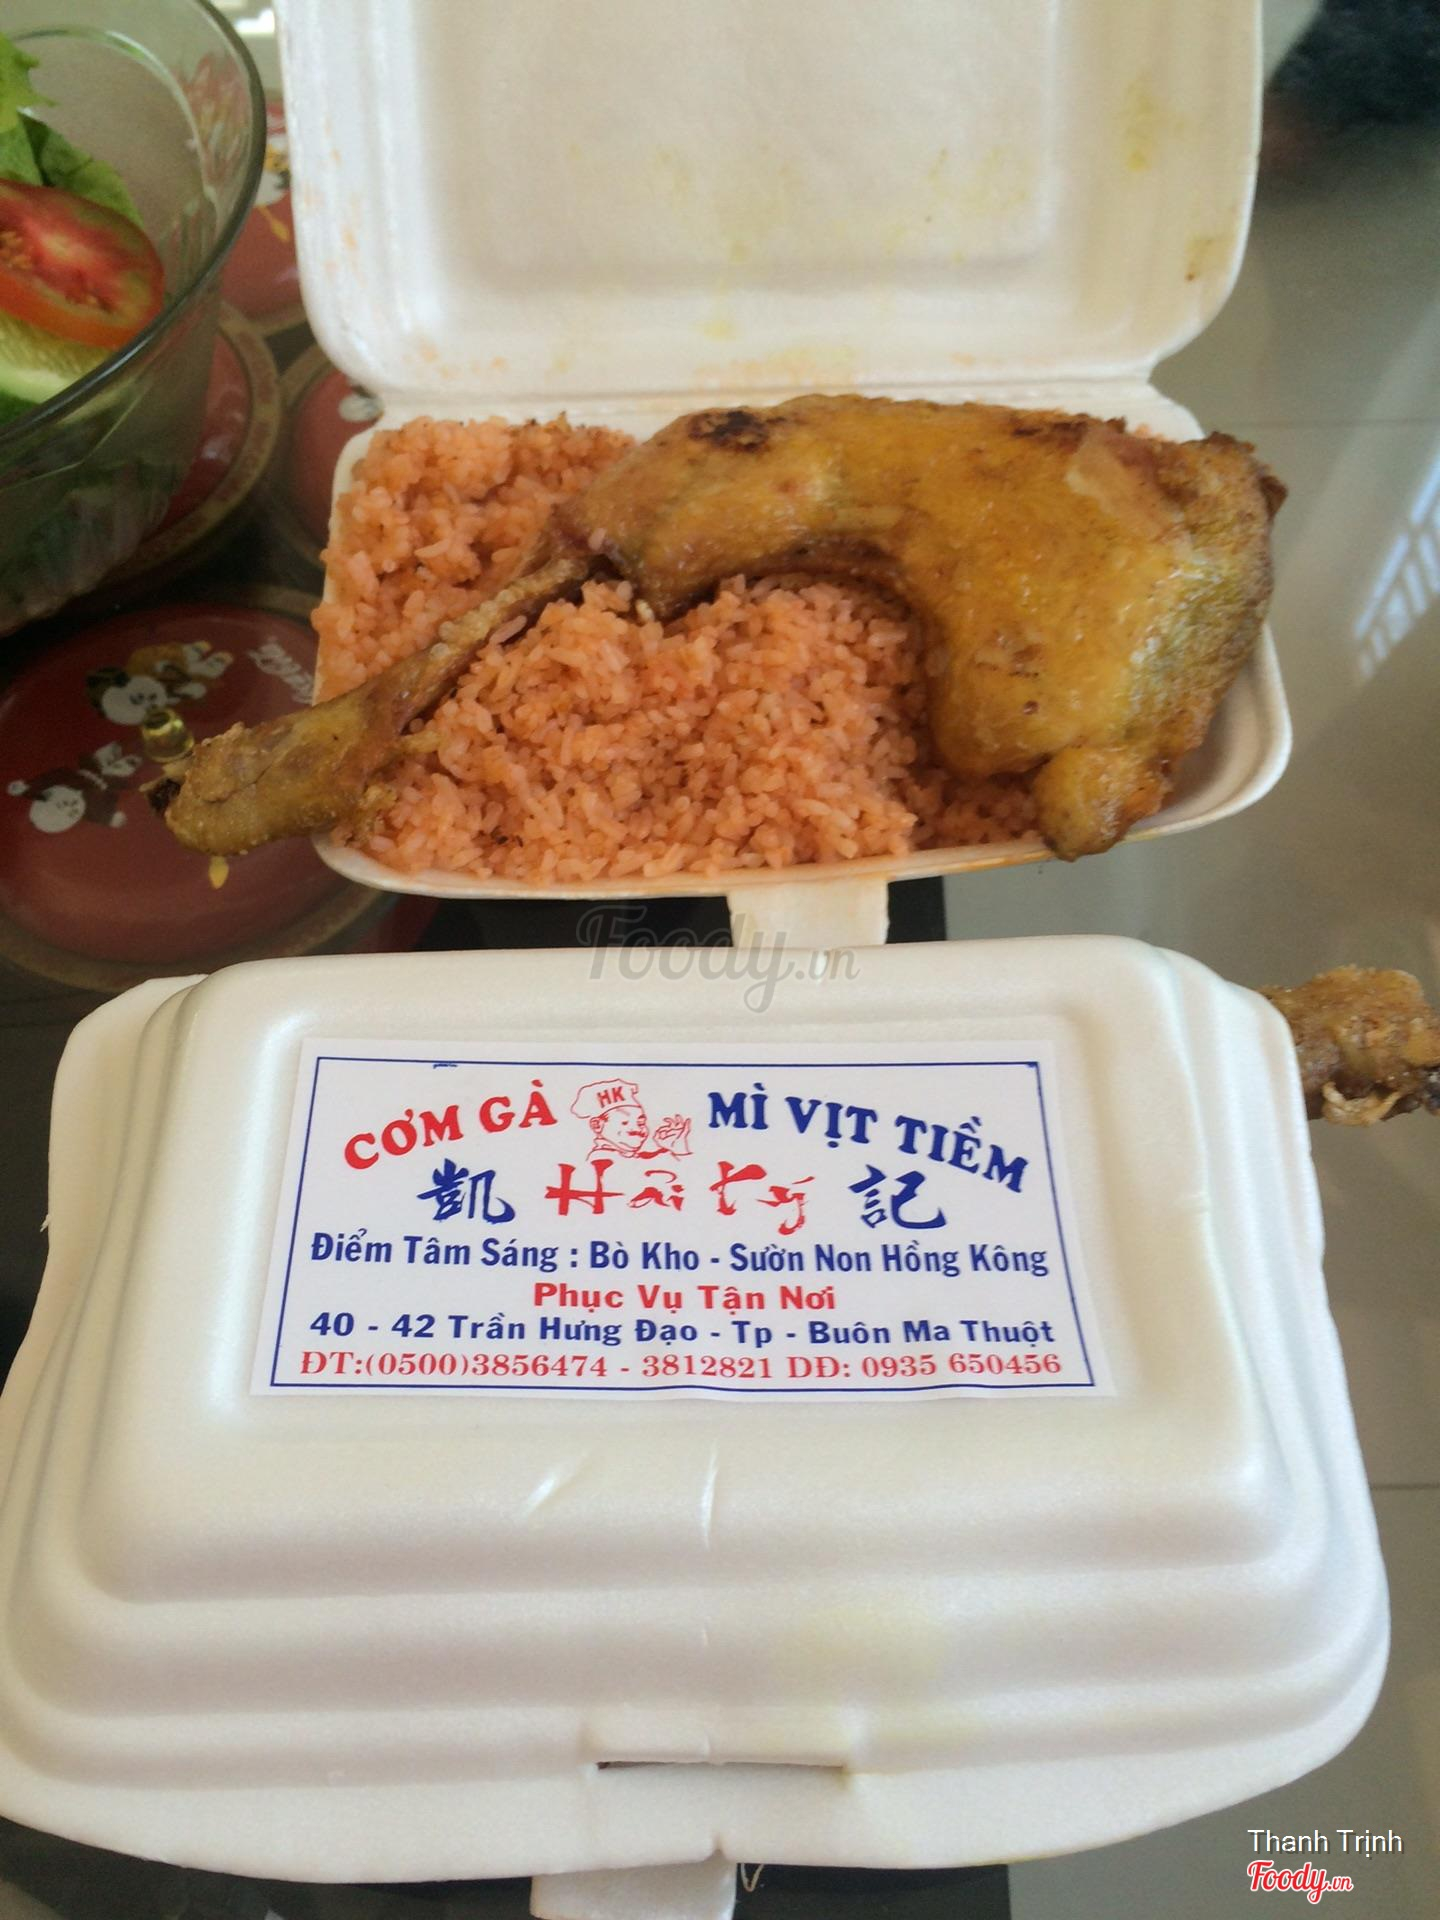 Foody.vn
CƠM GÀ HK MÌ VỊT TIỀM
凱 Hải Ký 記
Điểm Tâm Sáng : Bò Kho - Sườn Non Hồng Kông
Phục Vụ Tận Nơi
40 - 42 Trần Hưng Đạo - Tp - Buôn Ma Thuột
ĐT:(0500)3856474 - 3812821 DĐ: 0935 650456
Thanh Trịnh
Foody.vn